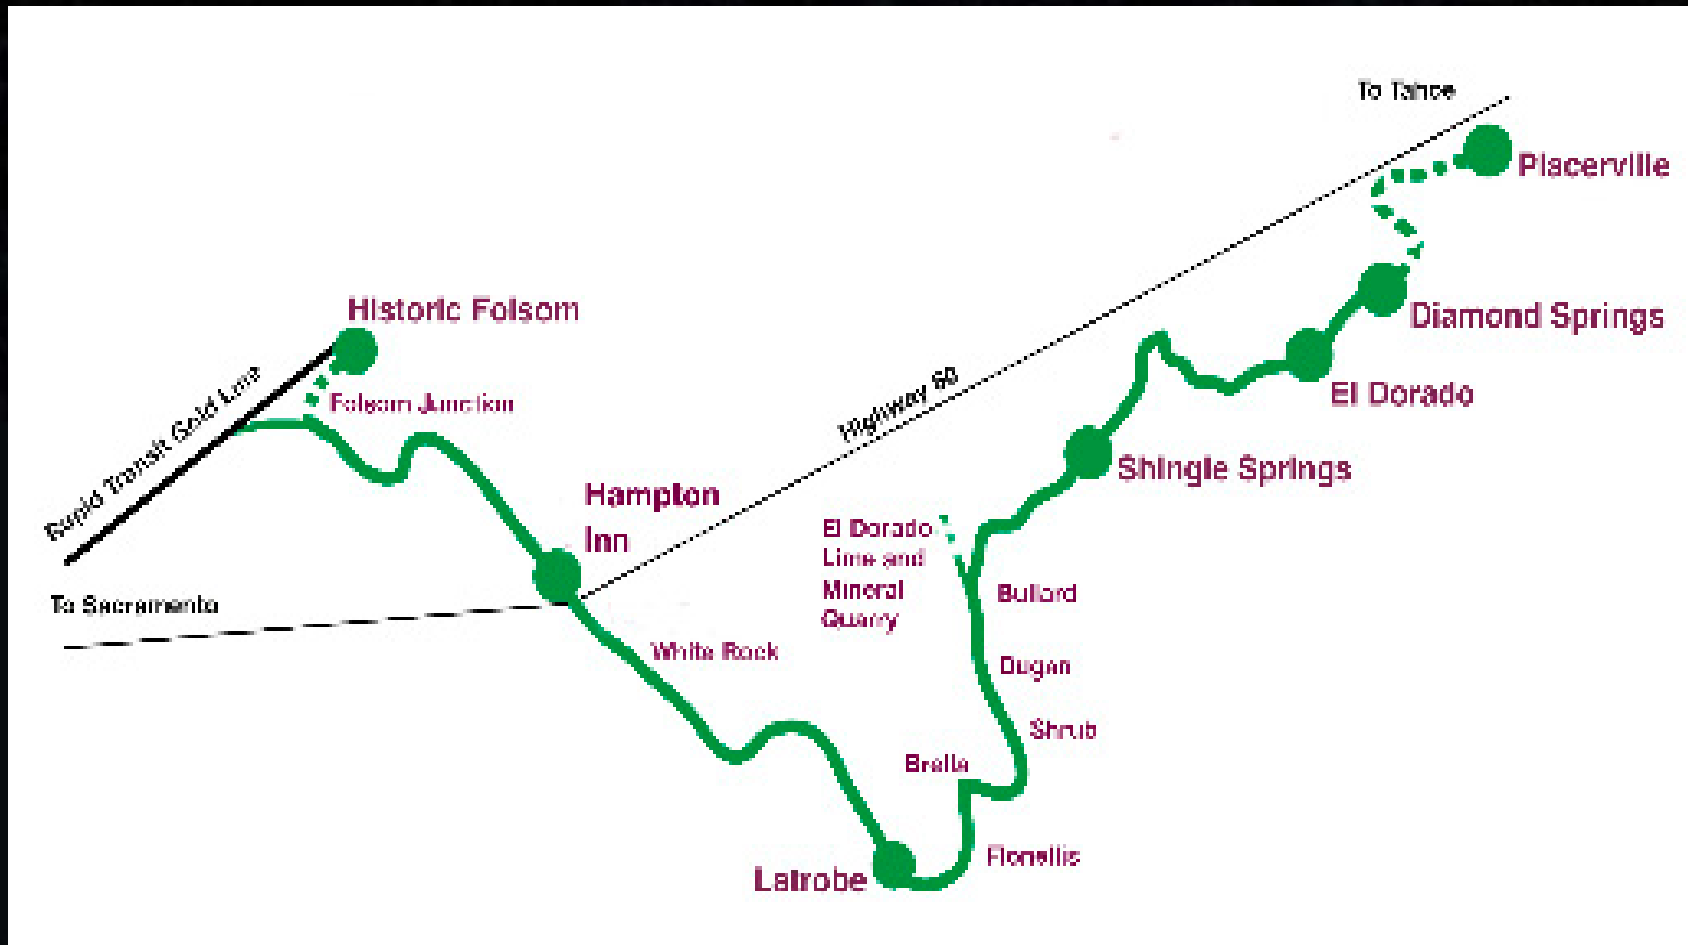 To Tahoe
Placerville
Historic Folsom
Diamond Springs
Rapid Transit Gold Line
Highway 50
El Dorado
Folsom Junction
Shingle Springs
Hampton
Inn
El Dorado
Lime and
Mineral
Quarry
Bullard
To Sacramento
White Rock
Dugan
Shrub
Brella
Latrobe